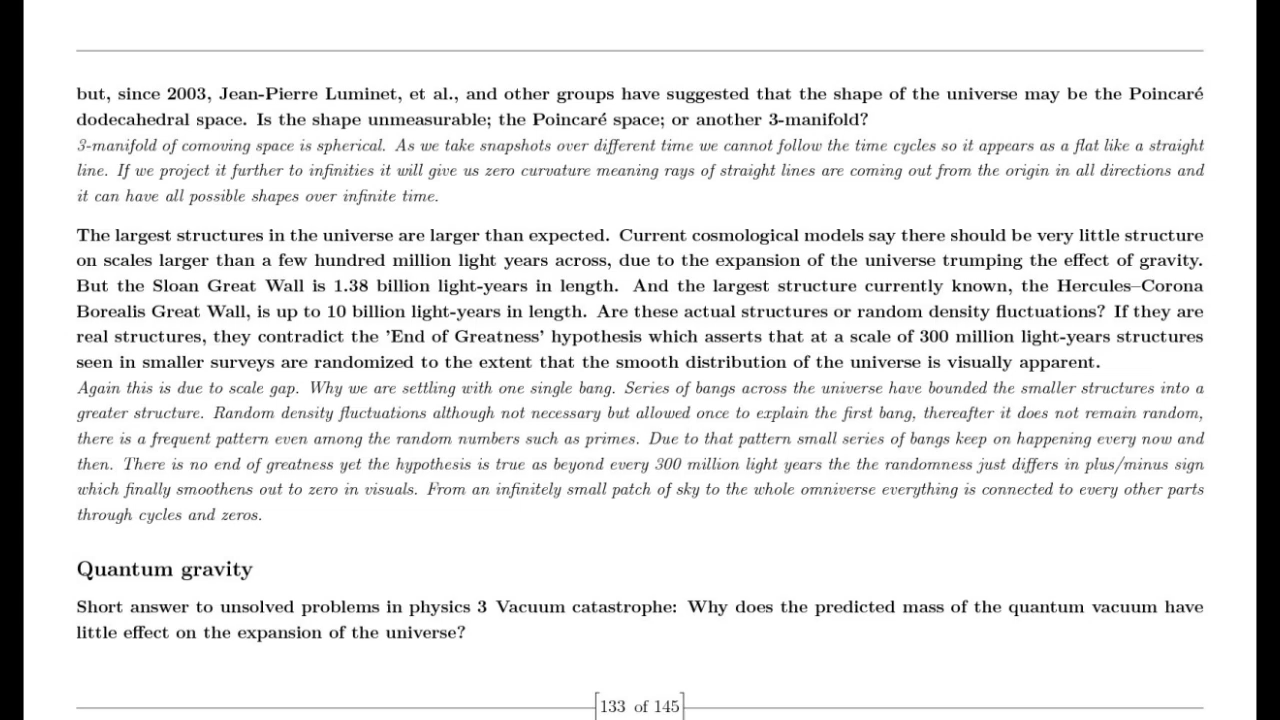 but, since 2003, Jean-Pierre Luminet, et al., and other groups have suggested that the shape of the universe may be the Poincaré
dodecahedral space. Is the shape unmeasurable; the Poincaré space; or another 3-manifold?
3-manifold of comoving space is spherical. As we take snapshots over different time we cannot follow the time cycles so it appears as a flat like a straight
line. If we project it further to infinities it will give us zero curvature meaning rays of straight lines are coming out from the origin in all directions and
it can have all possible shapes over infinite time.
The largest structures in the universe are larger than expected. Current cosmological models say there should be very little structure
on scales larger than a few hundred million light years across, due to the expansion of the universe trumping the effect of gravity.
But the Sloan Great Wall is 1.38 billion light-years in length. And the largest structure currently known, the Hercules–Corona
Borealis Great Wall, is up to 10 billion light-years in length. Are these actual structures or random density fluctuations? If they are
real structures, they contradict the 'End of Greatness' hypothesis which asserts that at a scale of 300 million light-years structures
seen in smaller surveys are randomized to the extent that the smooth distribution of the universe is visually apparent.
Again this is due to scale gap. Why we are settling with one single bang. Series of bangs across the universe have bounded the smaller structures into a
greater structure. Random density fluctuations although not necessary but allowed once to explain the first bang, thereafter it does not remain random,
there is a frequent pattern even among the random numbers such as primes. Due to that pattern small series of bangs keep on happening every now and
then. There is no end of greatness yet the hypothesis is true as beyond every 300 million light years the the randomness just differs in plus/minus sign
which finally smoothens out to zero in visuals. From an infinitely small patch of sky to the whole omniverse everything is connected to every other parts
through cycles and zeros.
Quantum gravity
Short answer to unsolved problems in physics 3 Vacuum catastrophe: Why does the predicted mass of the quantum vacuum have
little effect on the expansion of the universe?
133 of 145